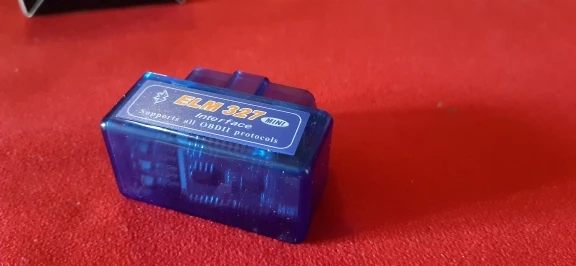 ELM 327 MINI
Interface
Supports all OBDII protocols